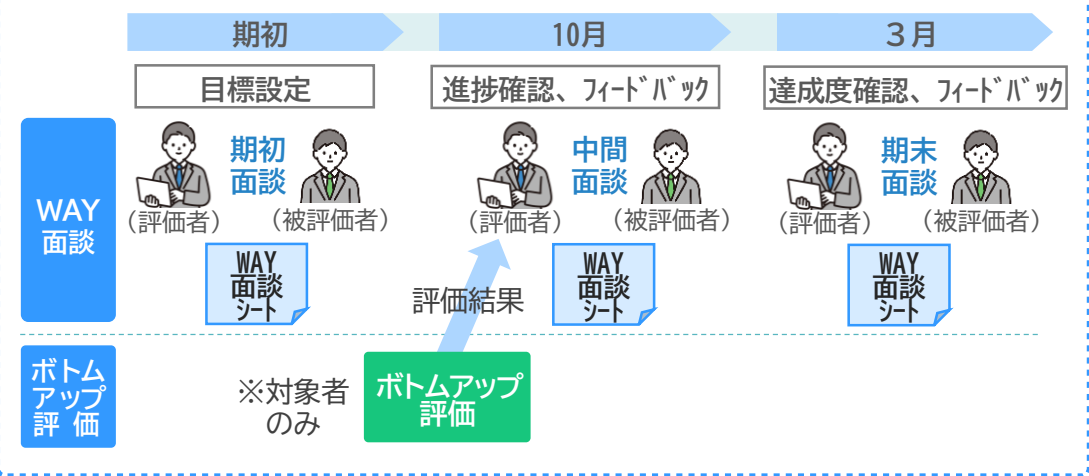 期初
10月
３月
目標設定
進捗確認、ﾌｨｰﾄﾞﾊﾞｯｸ
達成度確認、ﾌｨｰﾄﾞﾊﾞｯｸ
WAY
面談
期初
面談
(評価者)
(被評価者)
WAY
面談
ｼｰﾄ
中間
面談
(評価者)
(被評価者)
WAY
面談
ｼｰﾄ
期末
面談
(評価者)
(被評価者)
WAY
面談
ｼｰﾄ
評価結果
ボトム
アップ
評 価
※対象者
のみ
ボトムアップ
評価